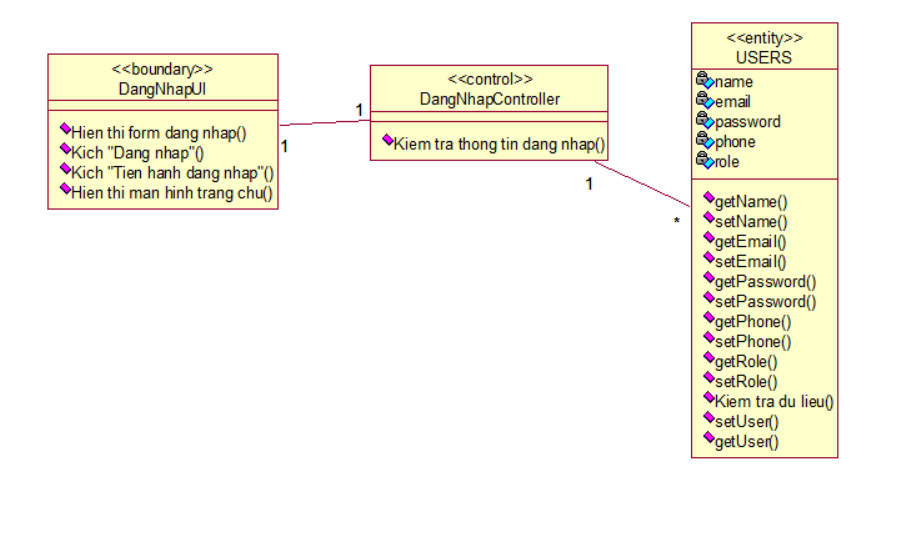 <<boundary>>
DangNhapUI
Hien thi form dang nhap()
Kich "Dang nhap"()
Kich "Tien hanh dang nhap"()
Hien thi man hinh trang chu()
1
1
<<control>>
DangNhapController
Kiem tra thong tin dang nhap()
1
*
<<entity>>
USERS
name
email
password
phone
role
getName()
setName()
getEmail()
setEmail()
getPassword()
setPassword()
getPhone()
setPhone()
getRole()
setRole()
Kiem tra du lieu()
setUser()
getUser()